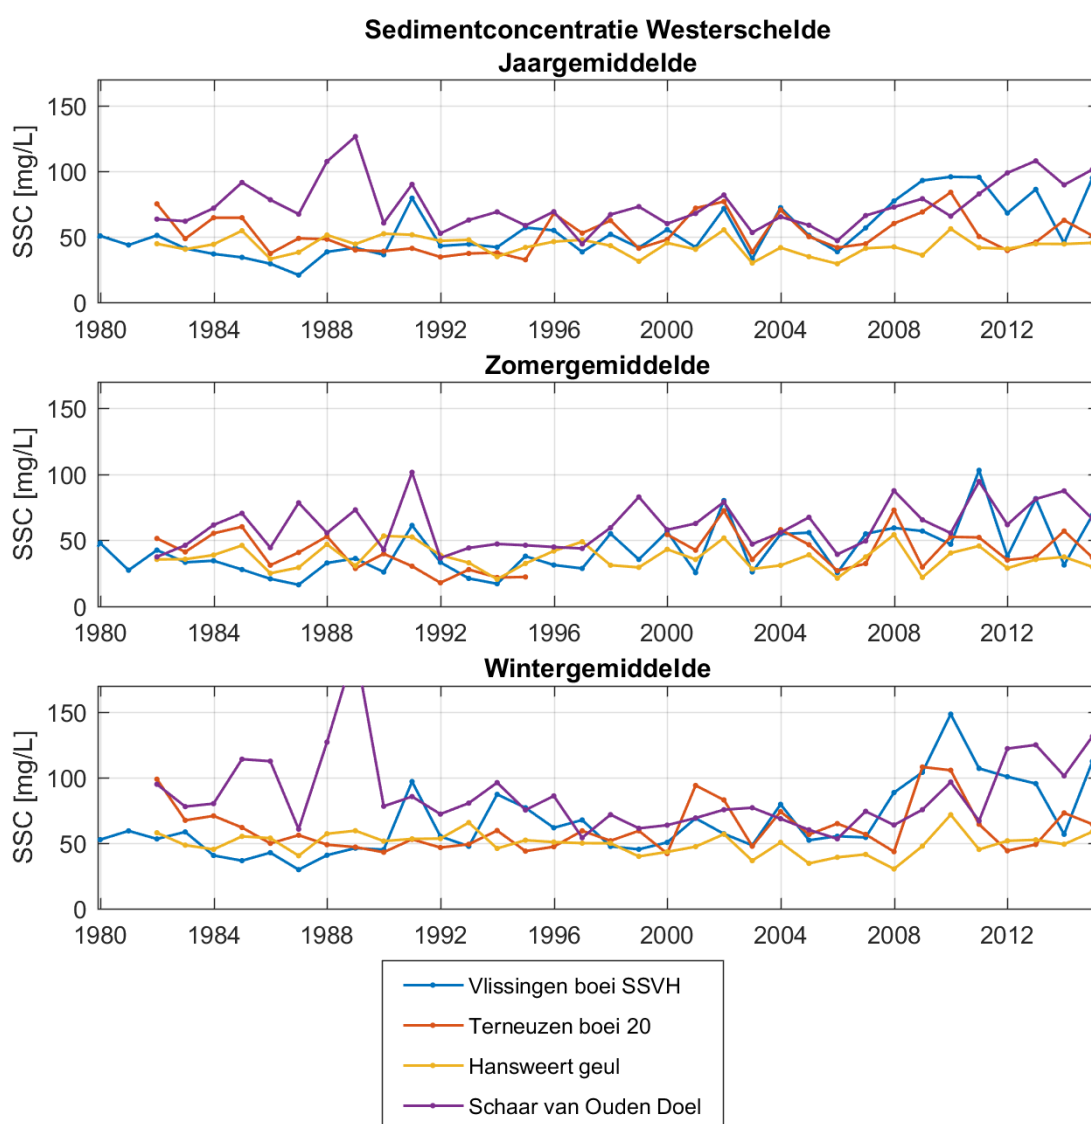 Sedimentconcentratie Westerschelde
Jaargemiddelde
SSC [mg/L]
150
100
50
0
1980 1984 1988 1992 1996 2000 2004 2008 2012
Zomergemiddelde
SSC [mg/L]
150
100
50
0
1980 1984 1988 1992 1996 2000 2004 2008 2012
Wintergemiddelde
SSC [mg/L]
150
100
50
0
1980 1984 1988 1992 1996 2000 2004 2008 2012
Vlissingen boei SSVH
Terneuzen boei 20
Hansweert geul
Schaar van Ouden Doel